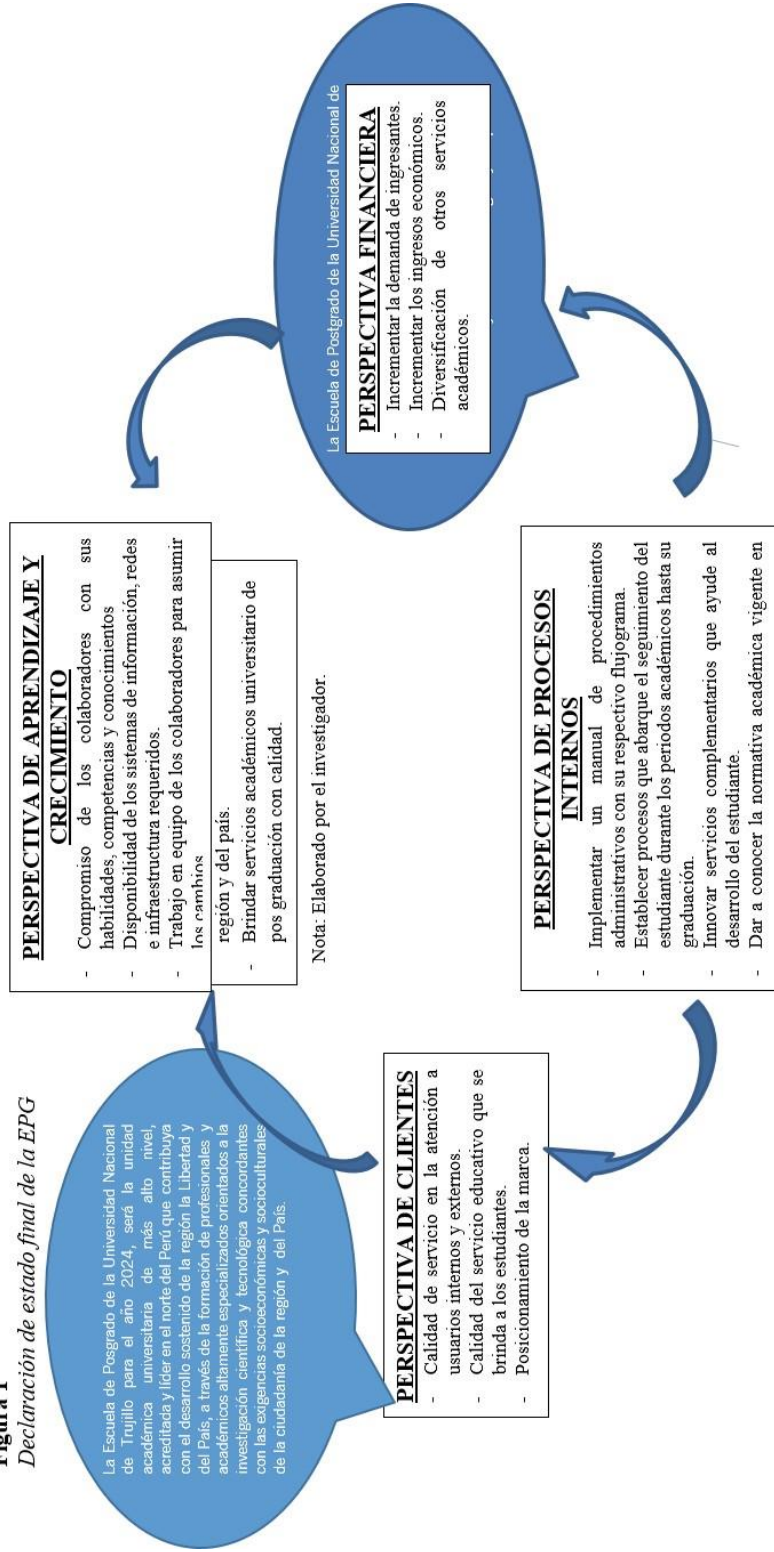 Figura 1
Declaración de estado final de la EPG
La Escuela de Posgrado de la Universidad Nacional
de Trujillo para el año 2024, será la unidad
académica universitaria de más alto nivel,
acreditada y líder en el norte del Perú que contribuya
con el desarrollo sostenido de la región la Libertad y
del País, a través de la formación de profesionales y
académicos altamente especializados orientados a la
investigación científica y tecnológica concordantes
con las exigencias socioeconómicas y socioculturales
de la ciudadanía de la región y del País.
PERSPECTIVA DE APRENDIZAJE Y
CRECIMIENTO
- Compromiso de los colaboradores con sus
habilidades, competencias y conocimientos
- Disponibilidad de los sistemas de información, redes
e infraestructura requeridos.
- Trabajo en equipo de los colaboradores para asumir
los cambios
región y del país.
- Brindar servicios académicos universitario de
pos graduación con calidad.
Nota: Elaborado por el investigador.
La Escuela de Postgrado de la Universidad Nacional de
PERSPECTIVA FINANCIERA
- Incrementar la demanda de ingresantes.
- Incrementar los ingresos económicos.
- Diversificación de otros servicios
académicos.
PERSPECTIVA DE CLIENTES
- Calidad de servicio en la atención a
usuarios internos y externos.
- Calidad del servicio educativo que se
brinda a los estudiantes.
- Posicionamiento de la marca.
PERSPECTIVA DE PROCESOS
INTERNOS
- Implementar un manual de procedimientos
administrativos con su respectivo flujograma.
- Establecer procesos que abarque el seguimiento del
estudiante durante los periodos académicos hasta su
graduación.
- Innovar servicios complementarios que ayude al
desarrollo del estudiante.
- Dar a conocer la normativa académica vigente en